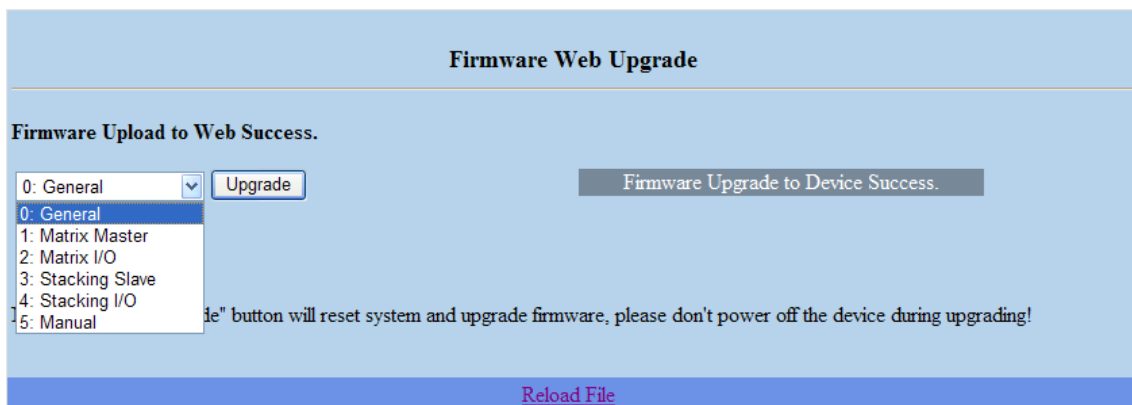 Firmware Web Upgrade
Firmware Upload to Web Success.
0: General Upgrade Firmware Upgrade to Device Success.
0: General
1: Matrix Master
2: Matrix I/O
3: Stacking Slave
4: Stacking I/O
5: Manual
button will reset system and upgrade firmware, please don't power off the device during upgrading!
Reload File